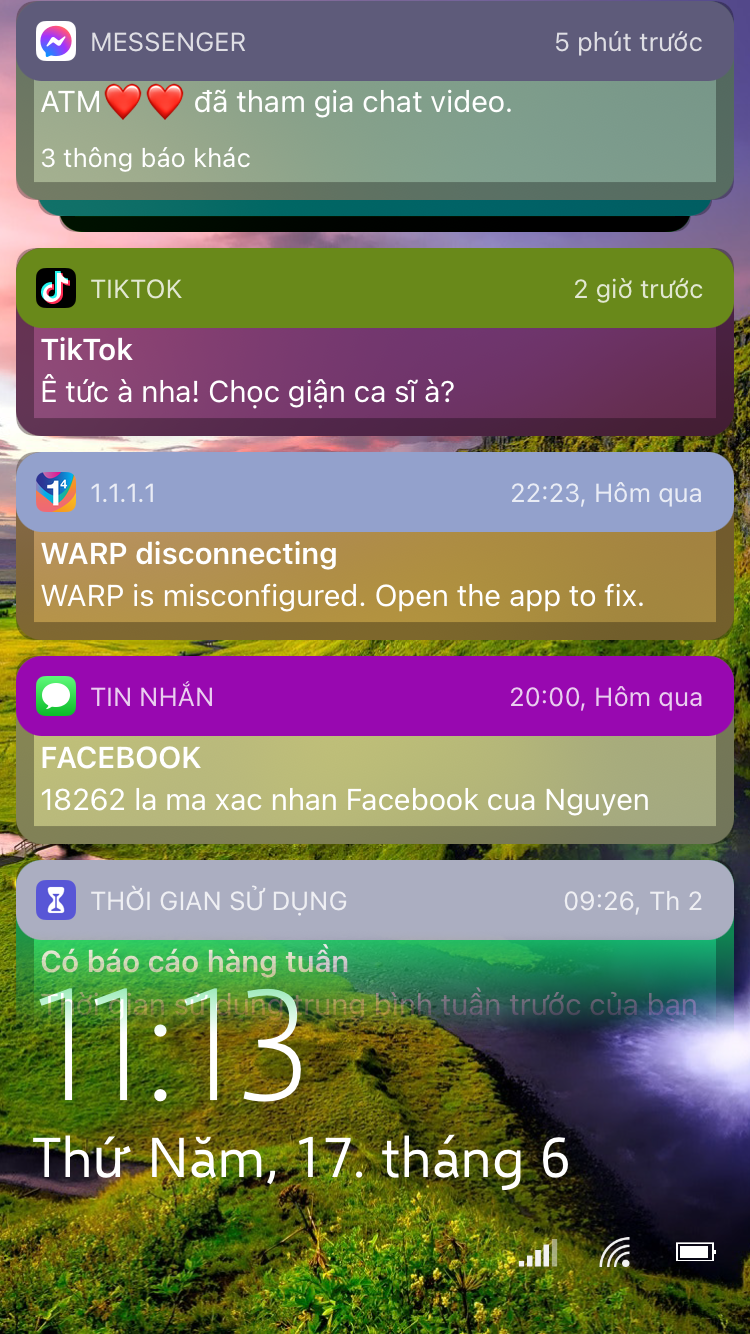 MESSENGER 5 phút trước
ATM❤️❤️ đã tham gia chat video.
3 thông báo khác
TIKTOK 2 giờ trước
TikTok
Ê tức à nha! Chọc giận ca sĩ à?
1.1.1.1 22:23, Hôm qua
WARP disconnecting
WARP is misconfigured. Open the app to fix.
TIN NHẮN 20:00, Hôm qua
FACEBOOK
18262 la ma xac nhan Facebook cua Nguyen
THỜI GIAN SỬ DỤNG 09:26, Th 2
Có báo cáo hàng tuần
Thời gian sử dụng trung bình tuần trước của bạn
11:13
Thứ Năm, 17. tháng 6